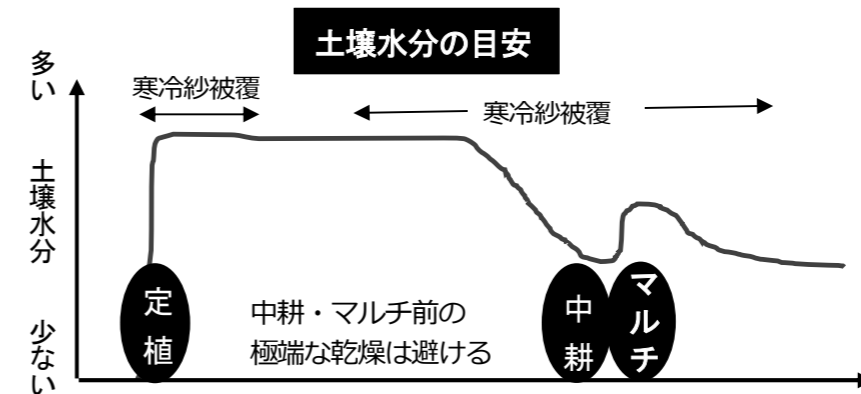 土壌水分の目安
多い
寒冷紗被覆
寒冷紗被覆
土壌水分
定植
中耕・マルチ前の
極端な乾燥は避ける
中耕
マルチ
少ない